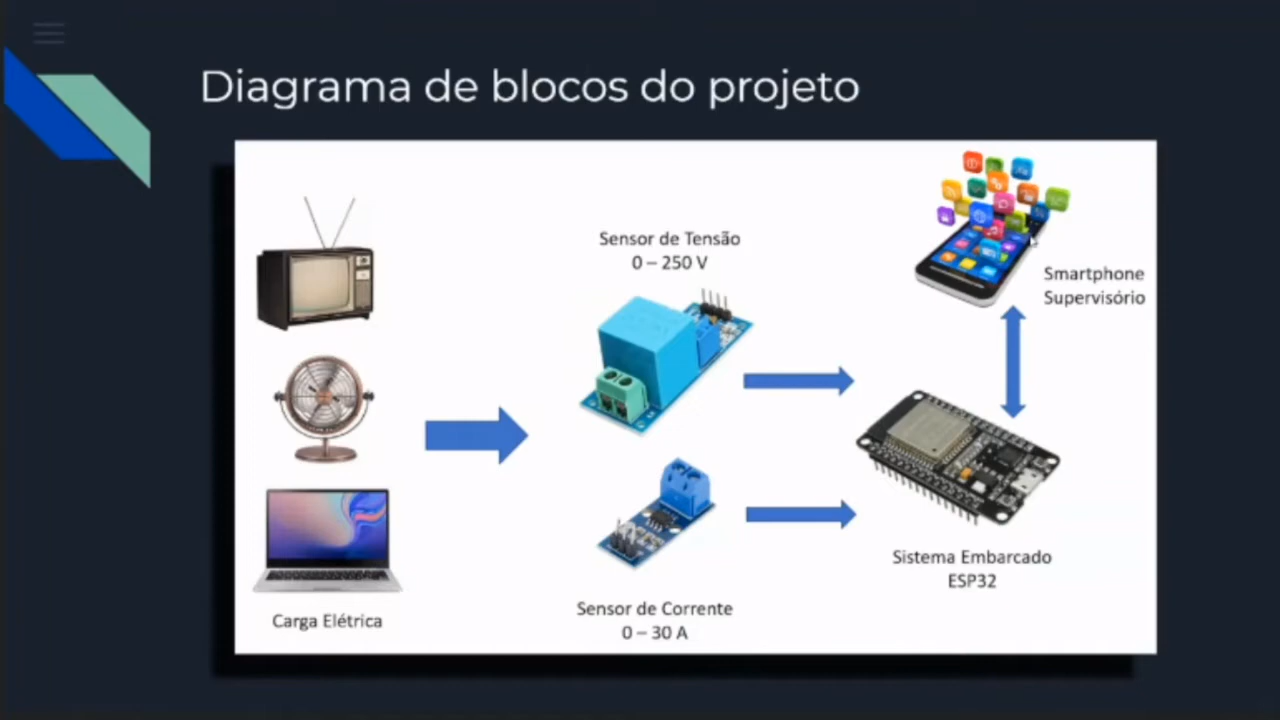 Diagrama de blocos do projeto
Sensor de Tensão
0 – 250 V
Smartphone
Supervisório
Sistema Embarcado
ESP32
Sensor de Corrente
0 – 30 A
Carga Elétrica